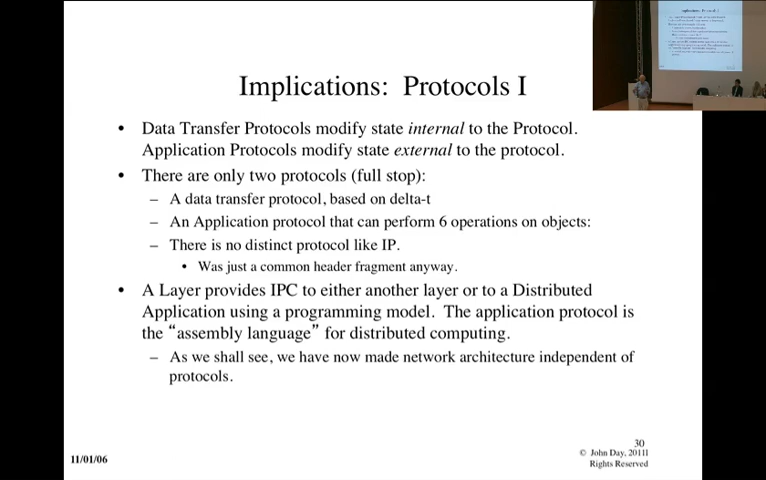 Implications: Protocols I
• Data Transfer Protocols modify state internal to the Protocol.
Application Protocols modify state external to the protocol.
• There are only two protocols (full stop):
– A data transfer protocol, based on delta-t
– An Application protocol that can perform 6 operations on objects:
– There is no distinct protocol like IP.
• Was just a common header fragment anyway.
• A Layer provides IPC to either another layer or to a Distributed
Application using a programming model. The application protocol is
the “assembly language” for distributed computing.
– As we shall see, we have now made network architecture independent of
protocols.
11/01/06
30
© John Day, 2011I
Rights Reserved